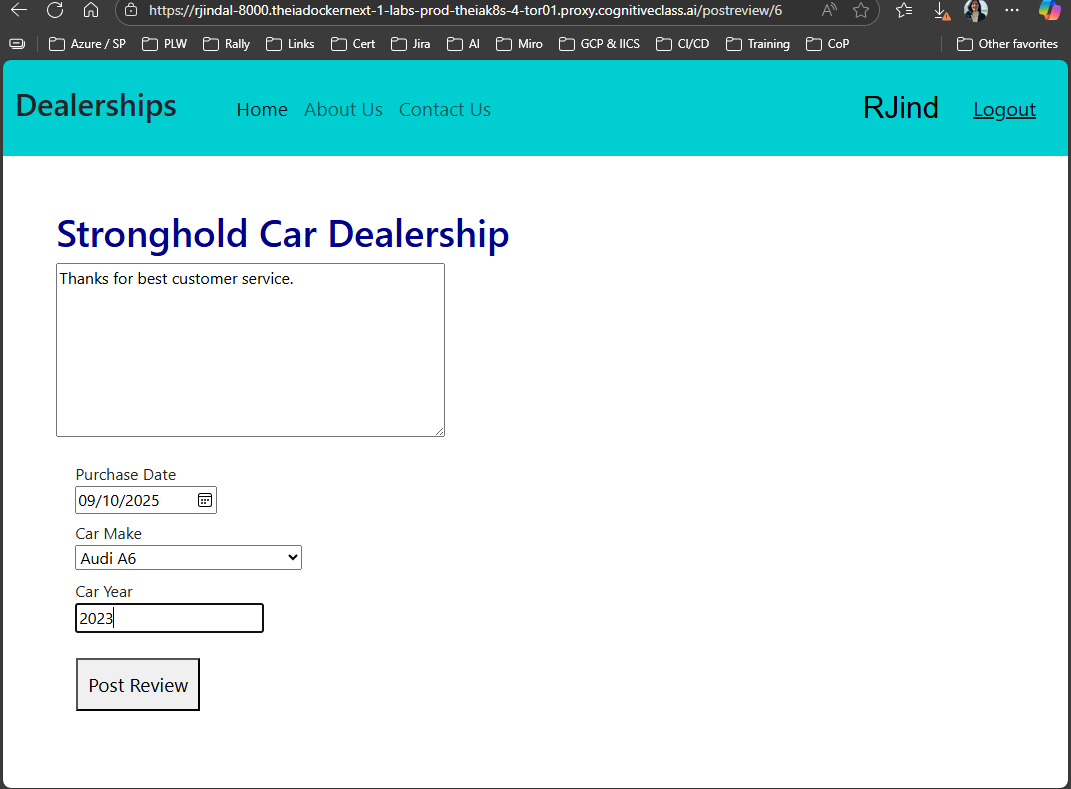 https://rjindal-8000.theiadockernext-1-labs-prod-theiak8s-4-tor01.proxy.cognitiveclass.ai/postreview/6
Azure / SP PLW Rally Links Cert Jira AI Miro GCP & IICS CI/CD Training CoP Other favorites
Dealerships Home About Us Contact Us RJind Logout
Stronghold Car Dealership
Thanks for best customer service.
Purchase Date
09/10/2025
Car Make
Audi A6
Car Year
2023
Post Review